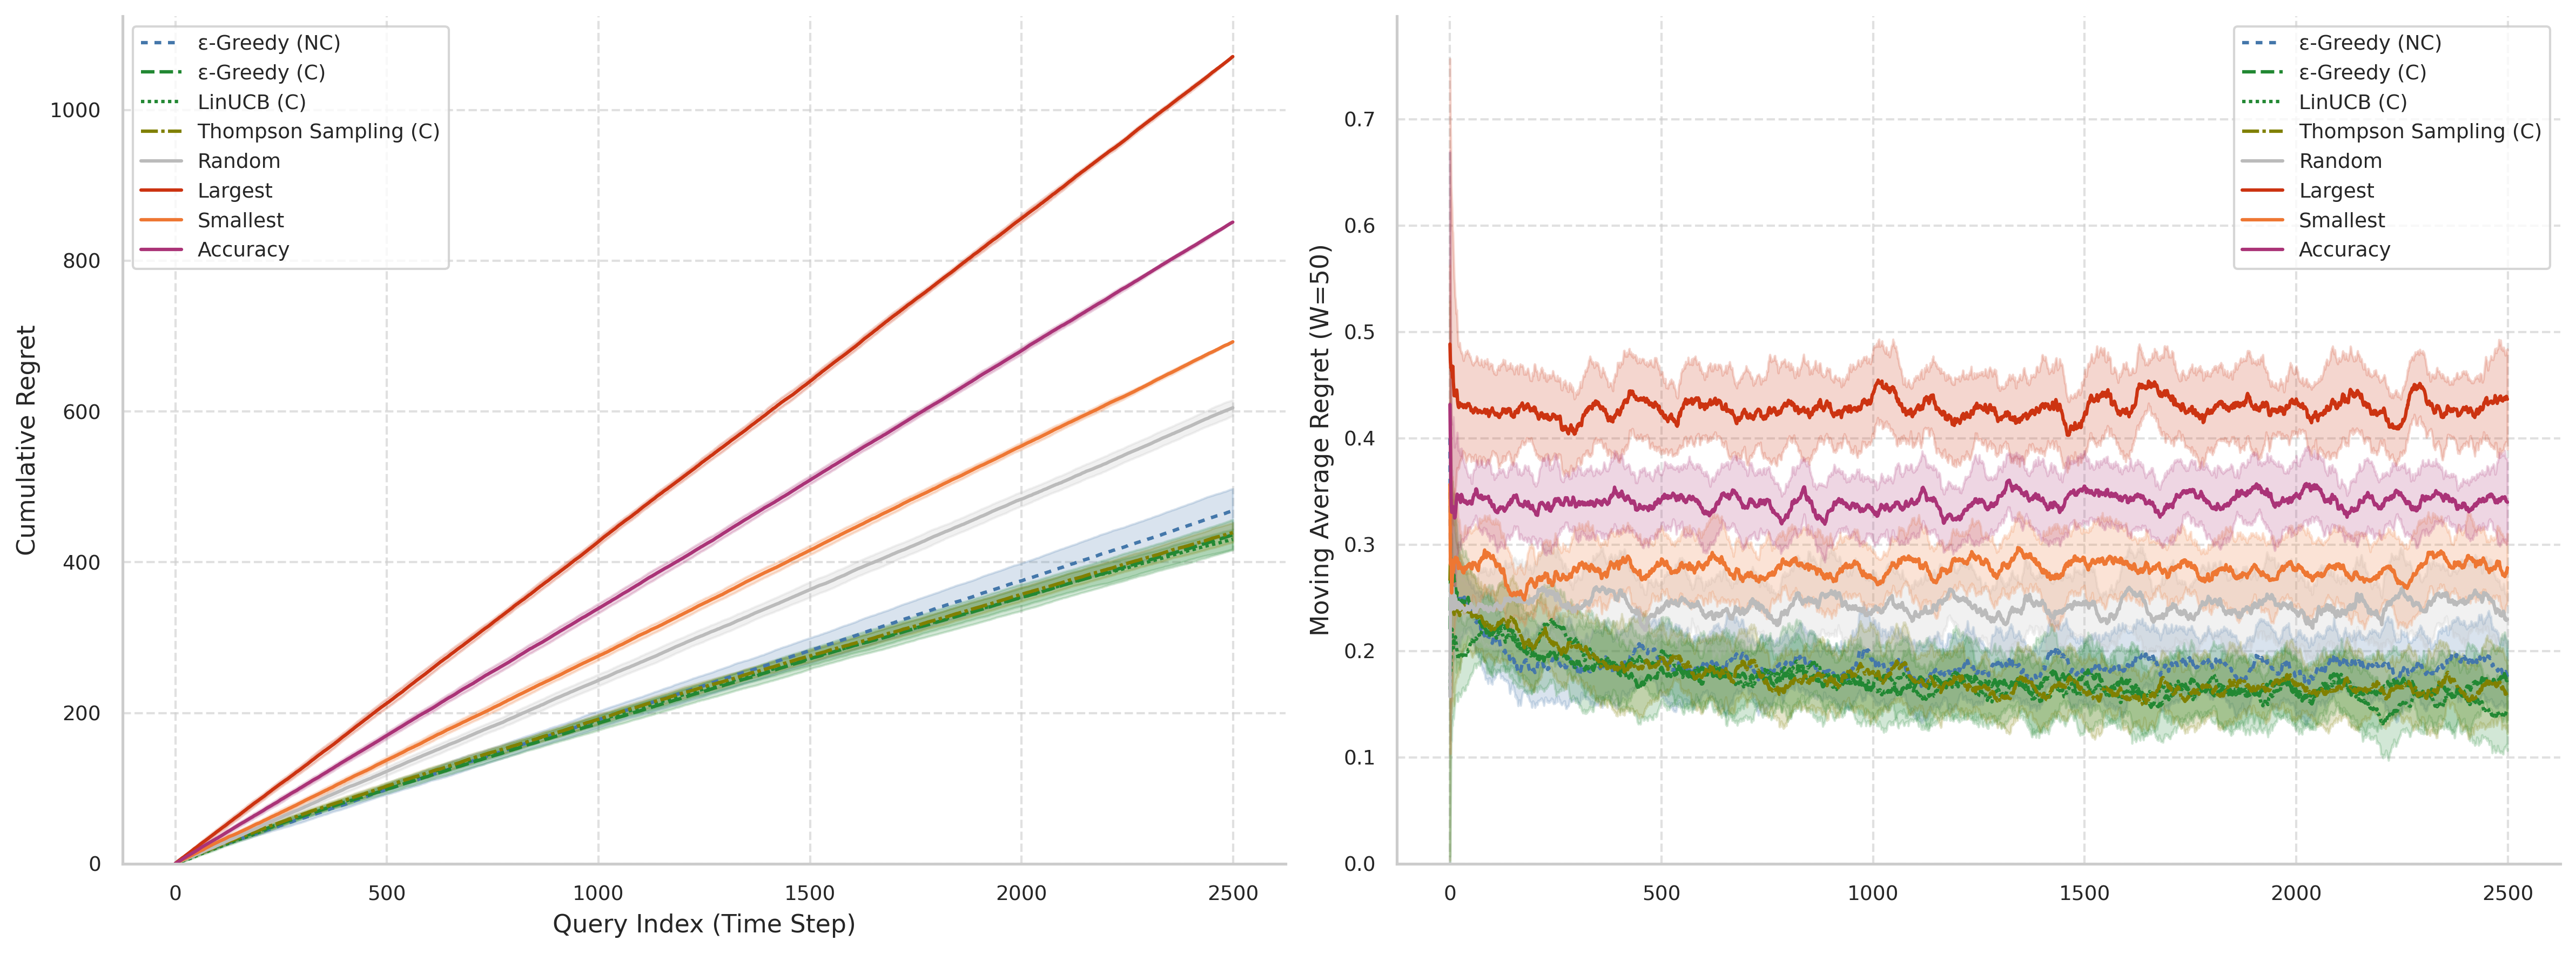 ε-Greedy (NC)
ε-Greedy (C)
LinUCB (C)
Thompson Sampling (C)
Random
Largest
Smallest
Accuracy
Cumulative Regret
1000
800
600
400
200
0
0 500 1000 1500 2000 2500
Query Index (Time Step)
ε-Greedy (NC)
ε-Greedy (C)
LinUCB (C)
Thompson Sampling (C)
Random
Largest
Smallest
Accuracy
Moving Average Regret (W=50)
0.7
0.6
0.5
0.4
0.3
0.2
0.1
0.0
0 500 1000 1500 2000 2500